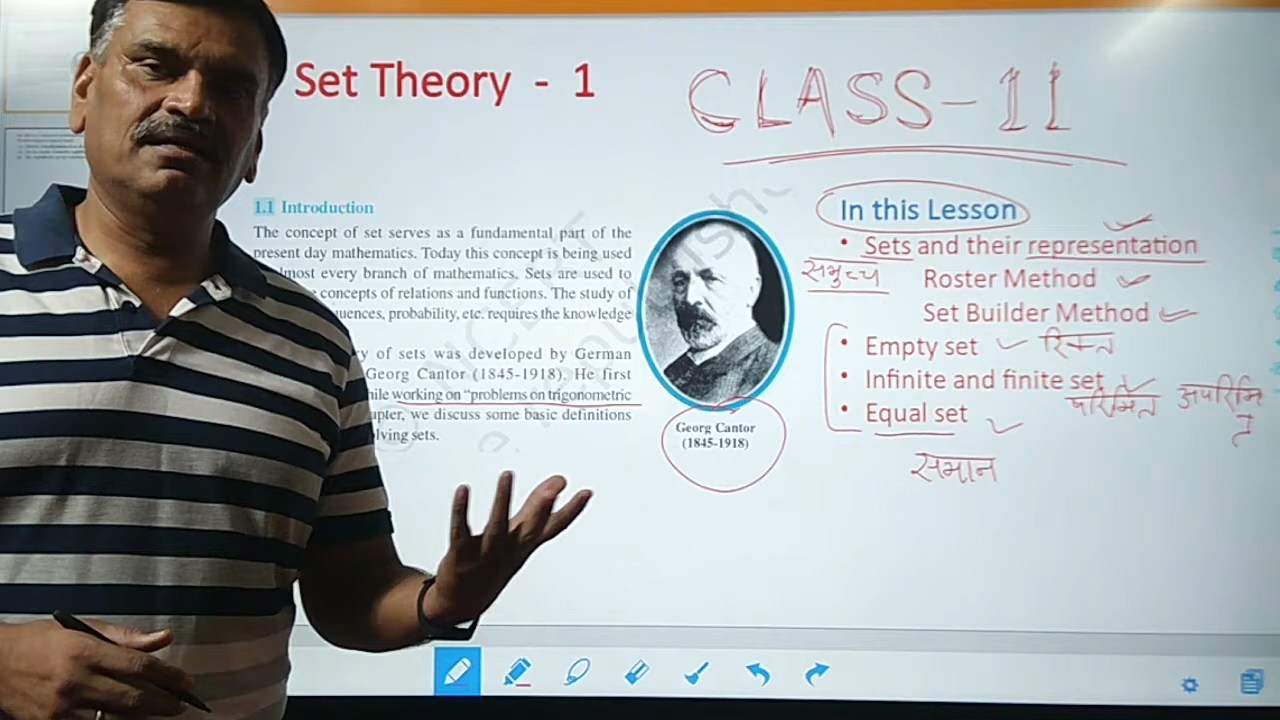 Set Theory - 1
CLASS-11
1.1 Introduction
The concept of set serves as a fundamental part of the
present day mathematics. Today this concept is being used
lmost every branch of mathematics. Sets are used to
concepts of relations and functions. The study of
uences, probability, etc. requires the knowledge
y of sets was developed by German
Georg Cantor (1845-1918). He first
hile working on “problems on trigonometric
pter, we discuss some basic definitions
lving sets.
Georg Cantor
(1845-1918)
In this Lesson
• Sets and their representation
समुच्य
Roster Method
Set Builder Method
• Empty set रिक्त
• Infinite and finite set
परिमित अपरिमित
• Equal set
समान